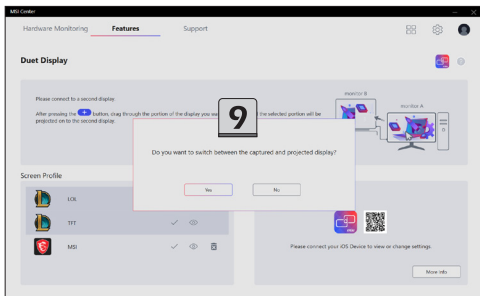 MSI Center
Hardware Monitoring Features Support
Duet Display
Please connect to a second display.
After pressing the button, drag through the portion of the display you the selected portion will be
projected on to the second display.
monitor B
monitor A
9
Do you want to switch between the captured and projected display?
Yes No
Screen Profile
LOL
TFT
MSI
Please connect your iOS Device to view or change settings
More Info